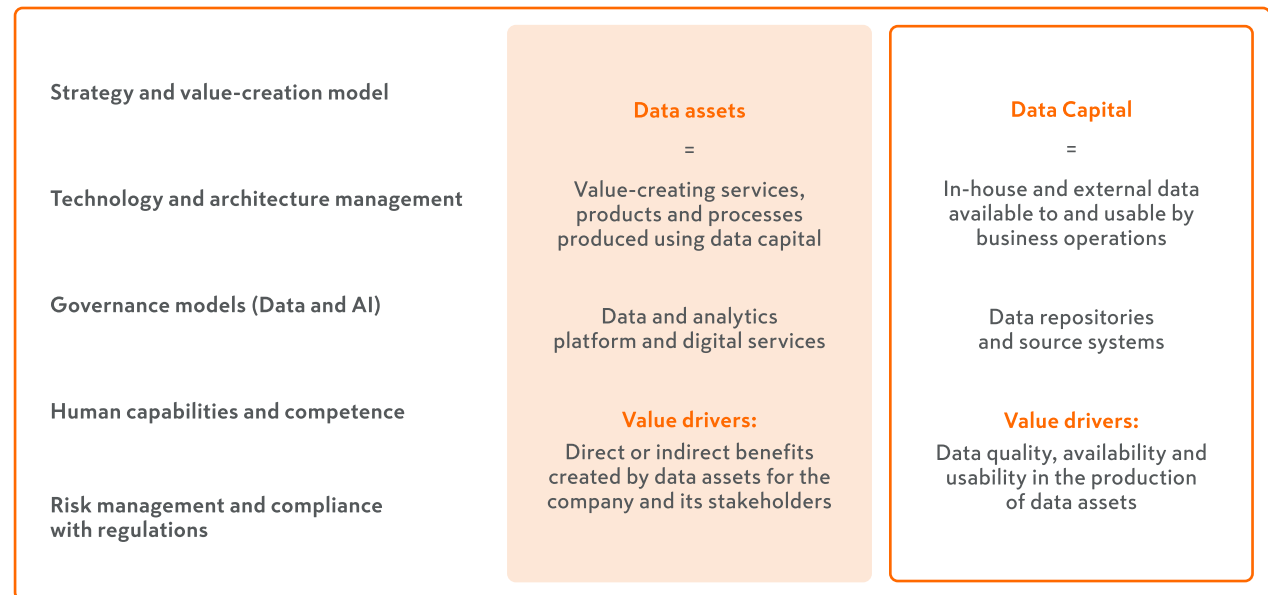 Strategy and value-creation model
Technology and architecture management
Governance models (Data and AI)
Human capabilities and competence
Risk management and compliance
with regulations
Data assets
=
Value-creating services,
products and processes
produced using data capital
Data and analytics
platform and digital services
Value drivers:
Direct or indirect benefits
created by data assets for the
company and its stakeholders
Data Capital
=
In-house and external data
available to and usable by
business operations
Data repositories
and source systems
Value drivers:
Data quality, availability and
usability in the production
of data assets